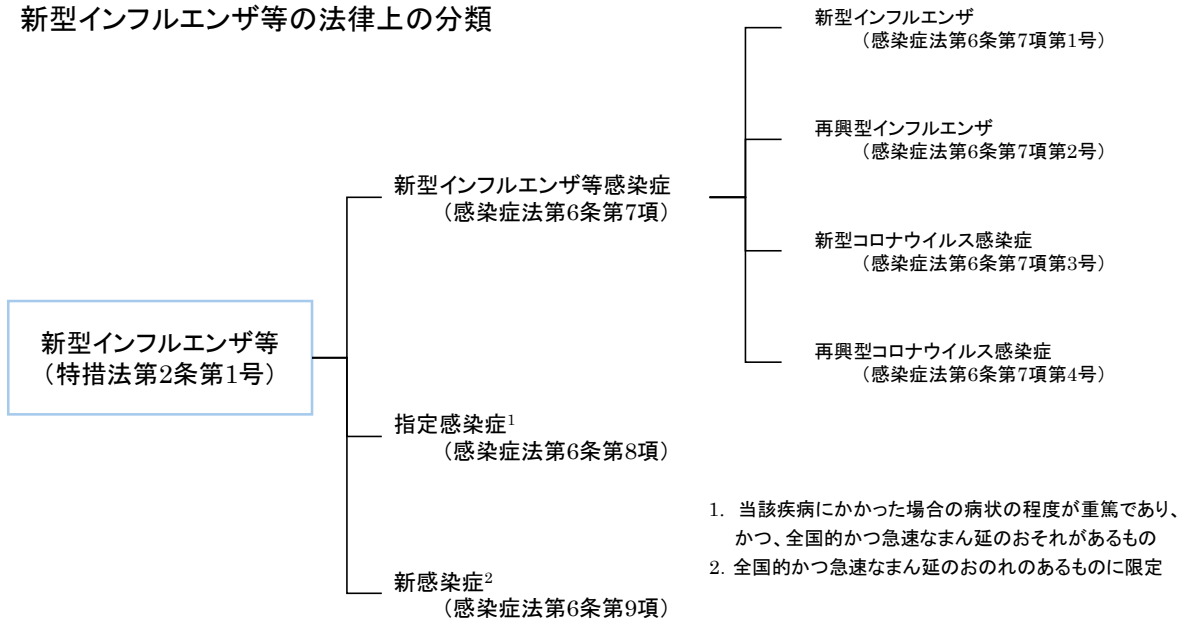 新型インフルエンザ等の法律上の分類
新型インフルエンザ等
（特措法第2条第1号）
新型インフルエンザ等感染症
（感染症法第6条第7項）
新型インフルエンザ
（感染症法第6条第7項第1号）
再興型インフルエンザ
（感染症法第6条第7項第2号）
新型コロナウイルス感染症
（感染症法第6条第7項第3号）
再興型コロナウイルス感染症
（感染症法第6条第7項第4号）
指定感染症1
（感染症法第6条第8項）
新感染症2
（感染症法第6条第9項）
1. 当該疾病にかかった場合の病状の程度が重篤であり、
かつ、全国的かつ急速なまん延のおそれがあるもの
2. 全国的かつ急速なまん延のおのれのあるものに限定